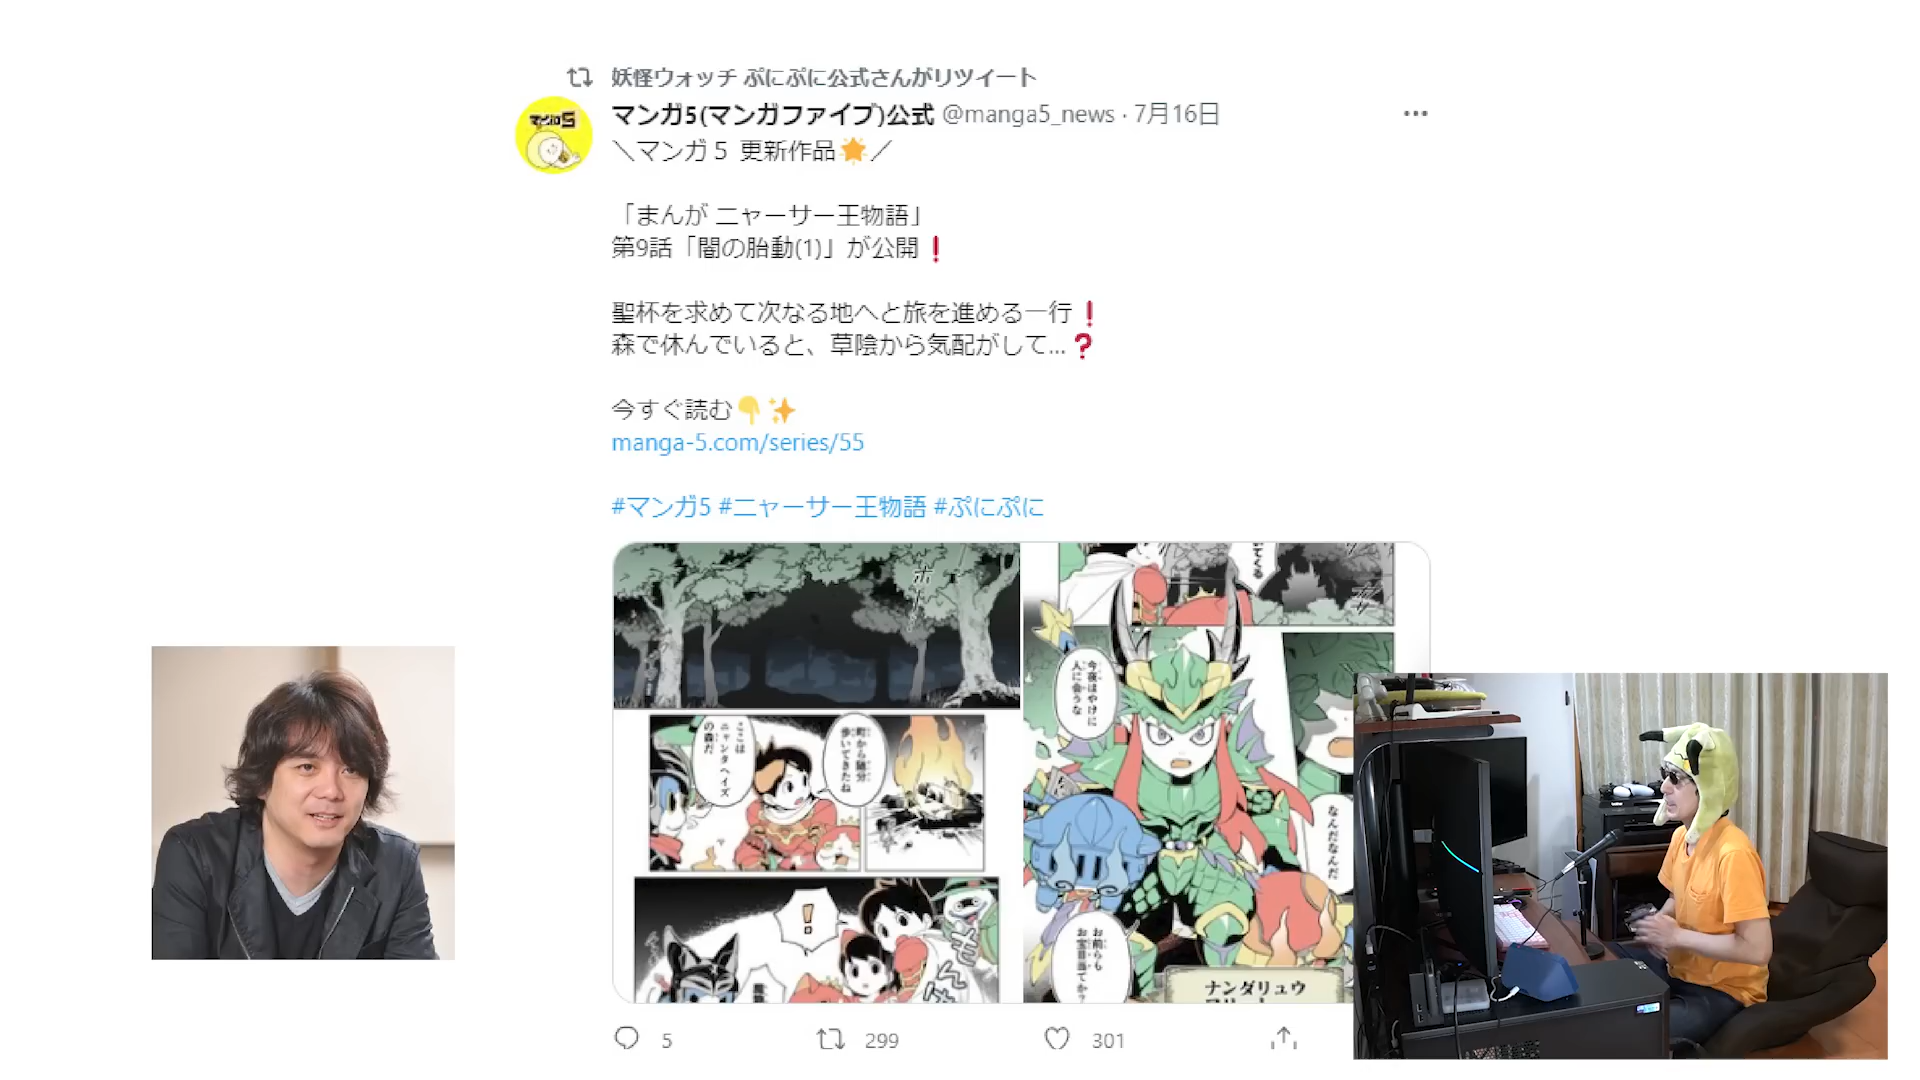 妖怪ウォッチ ぷにぷに公式さんがリツイート
マンガ5
マンガ5(マンガファイブ)公式 @manga5_news · 7月16日
＼マンガ５ 更新作品🌟／
「まんが ニャーサー王物語」
第9話「闇の胎動(1)」が公開❗
聖杯を求めて次なる地へと旅を進める一行❗
森で休んでいると、草陰から気配がして...❓
今すぐ読む👇✨
manga-5.com/series/55
#マンガ5 #ニャーサー王物語 #ぷにぷに
ホー
町から随分
歩いてきたね
ここは
ニャンタヘイズ
の森だ
!
てくる
今夜はやけに
人に会うな
なんだなんだ
お前らも
お宝目当てか?
ナンダリュウ
5
299
301